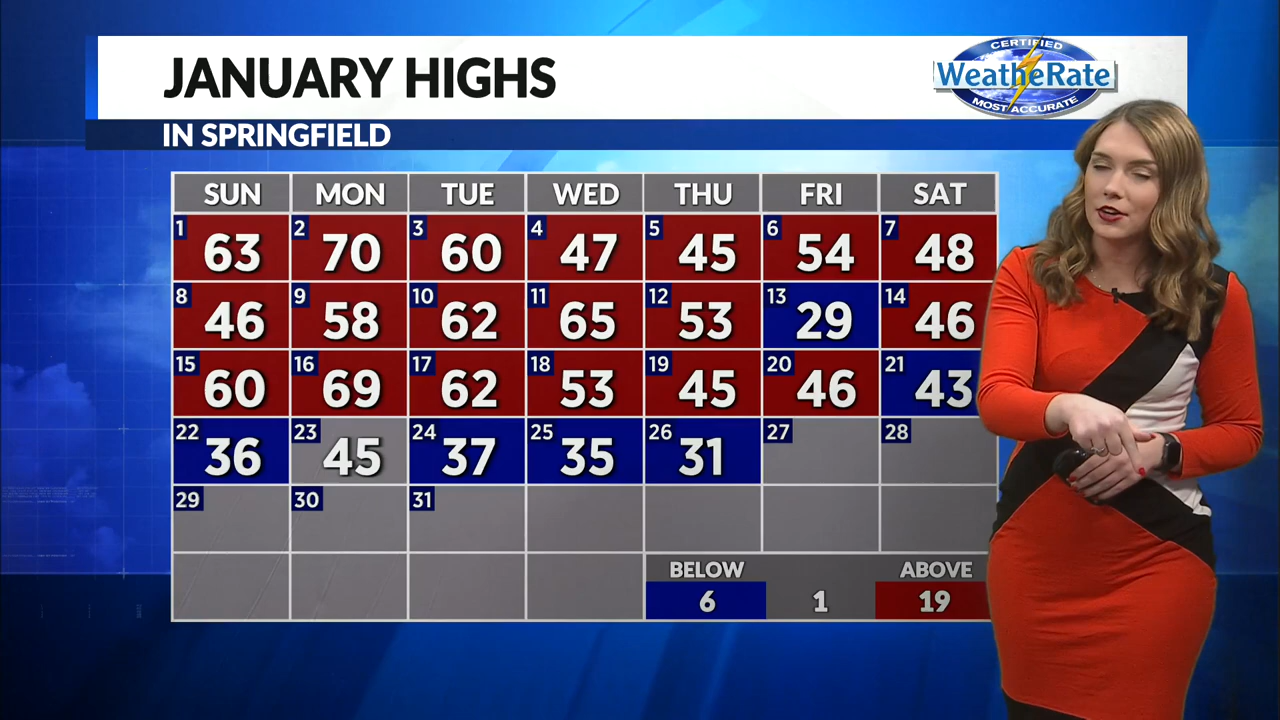 JANUARY HIGHS
CERTIFIED
WeatheRate
MOST ACCURATE
IN SPRINGFIELD
SUN MON TUE WED THU FRI SAT
1 63 2 70 3 60 4 47 5 45 6 54 7 48
8 46 9 58 10 62 11 65 12 53 13 29 14 46
15 60 16 69 17 62 18 53 19 45 20 46 21 43
22 36 23 45 24 37 25 35 26 31 27 28
29 30 31
BELOW ABOVE
6 1 19